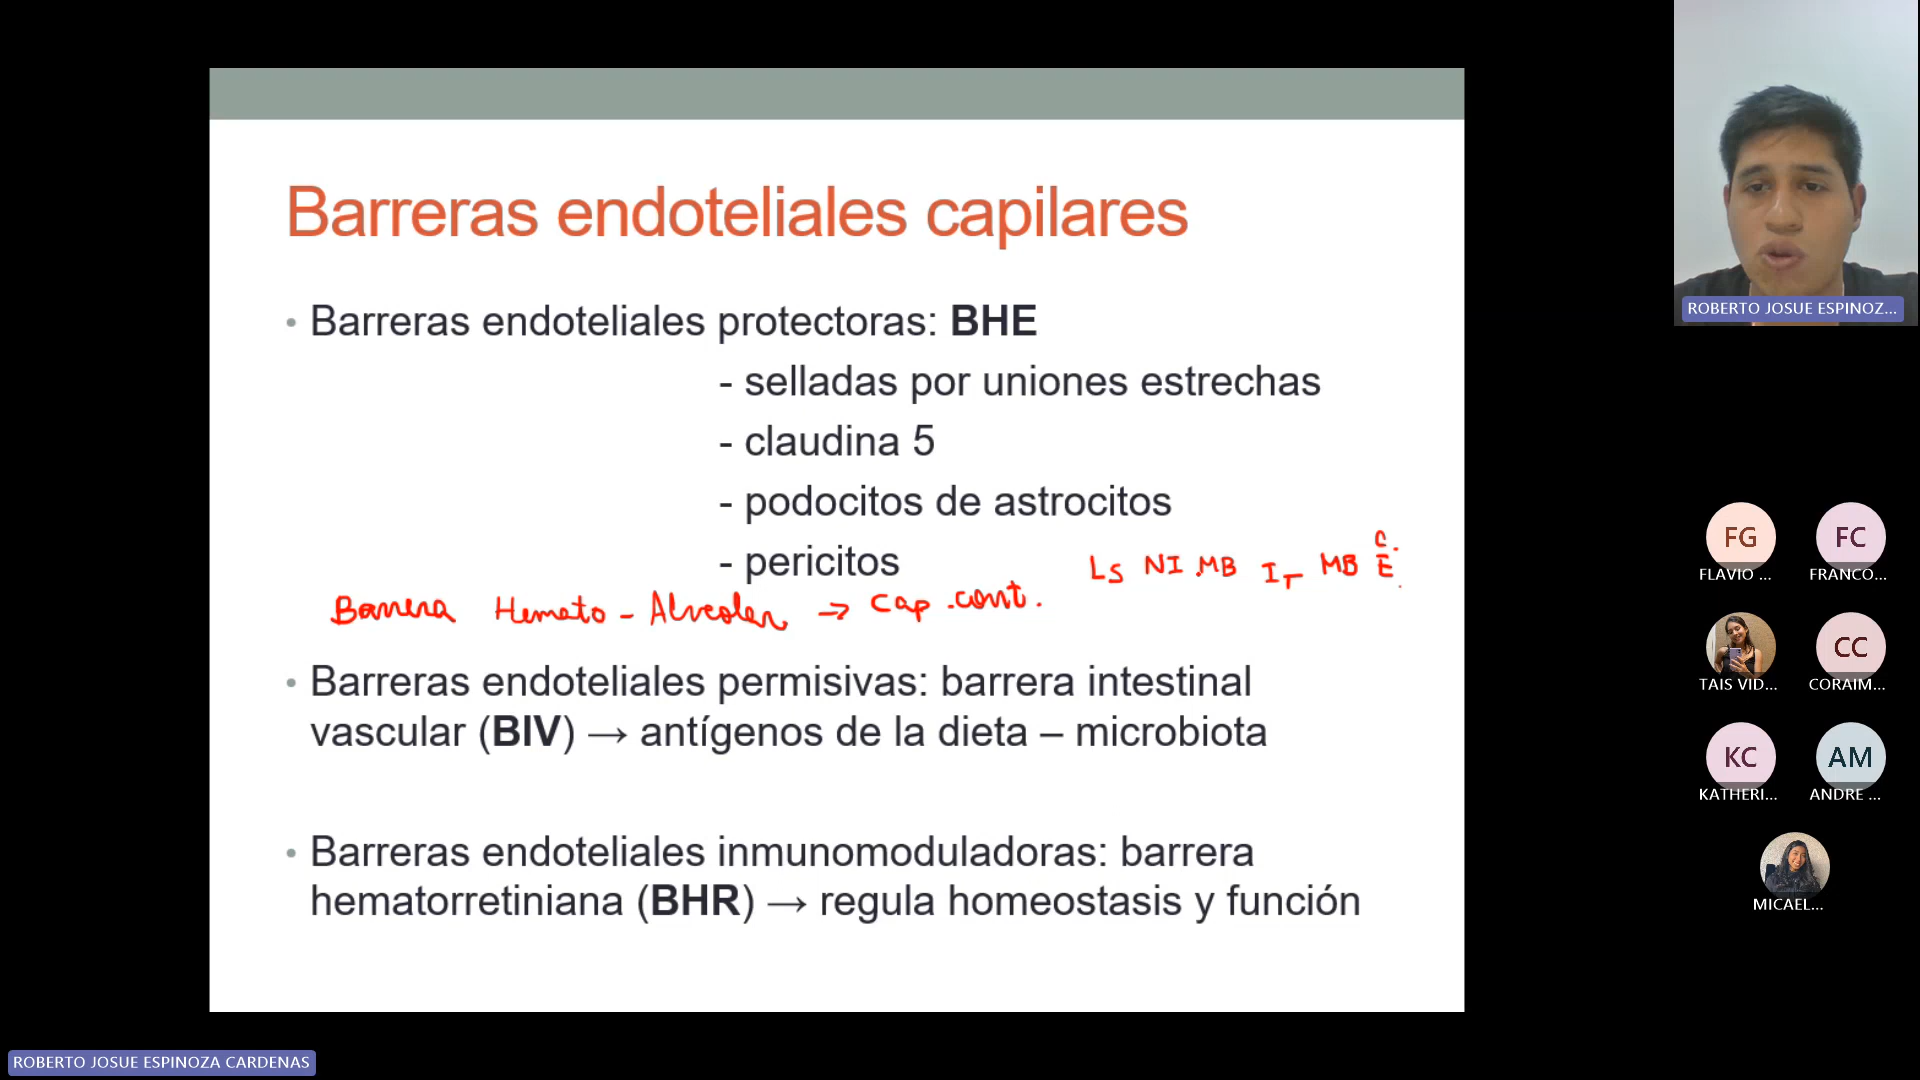 Barreras endoteliales capilares
• Barreras endoteliales protectoras: BHE
- selladas por uniones estrechas
- claudina 5
- podocitos de astrocitos
- pericitos
LS NI .MB IT MB C. E.
Barrera Hemato - Alveolar → cap .cont.
• Barreras endoteliales permisivas: barrera intestinal
vascular (BIV) → antígenos de la dieta – microbiota
• Barreras endoteliales inmunomoduladoras: barrera
hematorretiniana (BHR) → regula homeostasis y función
ROBERTO JOSUE ESPINOZ...
FG
FC
FLAVIO ...
FRANCO...
CC
TAIS VID...
CORAIM...
KC
AM
KATHERI...
ANDRE ...
MICAEL...
ROBERTO JOSUE ESPINOZA CARDENAS